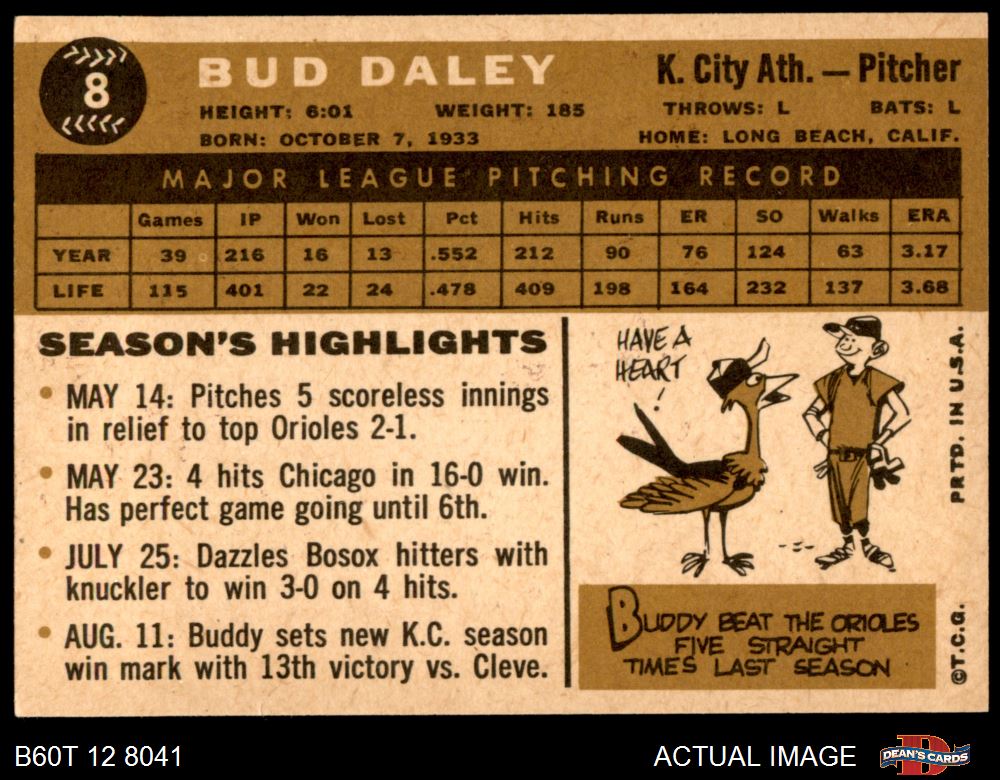 8
BUD DALEY
K. City Ath. — Pitcher
HEIGHT: 6:01 WEIGHT: 185 THROWS: L BATS: L
BORN: OCTOBER 7, 1933 HOME: LONG BEACH, CALIF.
MAJOR LEAGUE PITCHING RECORD
Games IP Won Lost Pct Hits Runs ER SO Walks ERA
YEAR 39 216 16 13 .552 212 90 76 124 63 3.17
LIFE 115 401 22 24 .478 409 198 164 232 137 3.68
SEASON'S HIGHLIGHTS
• MAY 14: Pitches 5 scoreless innings
in relief to top Orioles 2-1.
• MAY 23: 4 hits Chicago in 16-0 win.
Has perfect game going until 6th.
• JULY 25: Dazzles Bosox hitters with
knuckler to win 3-0 on 4 hits.
• AUG. 11: Buddy sets new K.C. season
win mark with 13th victory vs. Cleve.
HAVE A
HEART
!
BUDDY BEAT THE ORIOLES
FIVE STRAIGHT
TIMES LAST SEASON
PRTD. IN U.S.A.
©T.C.G.
B60T 12 8041
ACTUAL IMAGE
DEAN'S CARDS